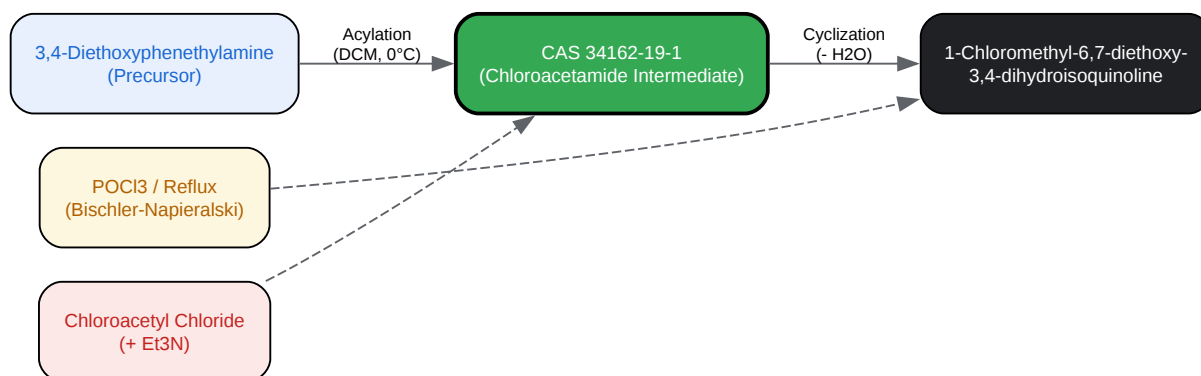 3,4-Diethoxyphenethylamine
(Precursor)
Acylation
(DCM, 0°C)
CAS 34162-19-1
(Chloroacetamide Intermediate)
Cyclization
(- H2O)
1-Chloromethyl-6,7-diethoxy-
3,4-dihydroisoquinoline
POCl3 / Reflux
(Bischler-Napieralski)
Chloroacetyl Chloride
(+ Et3N)